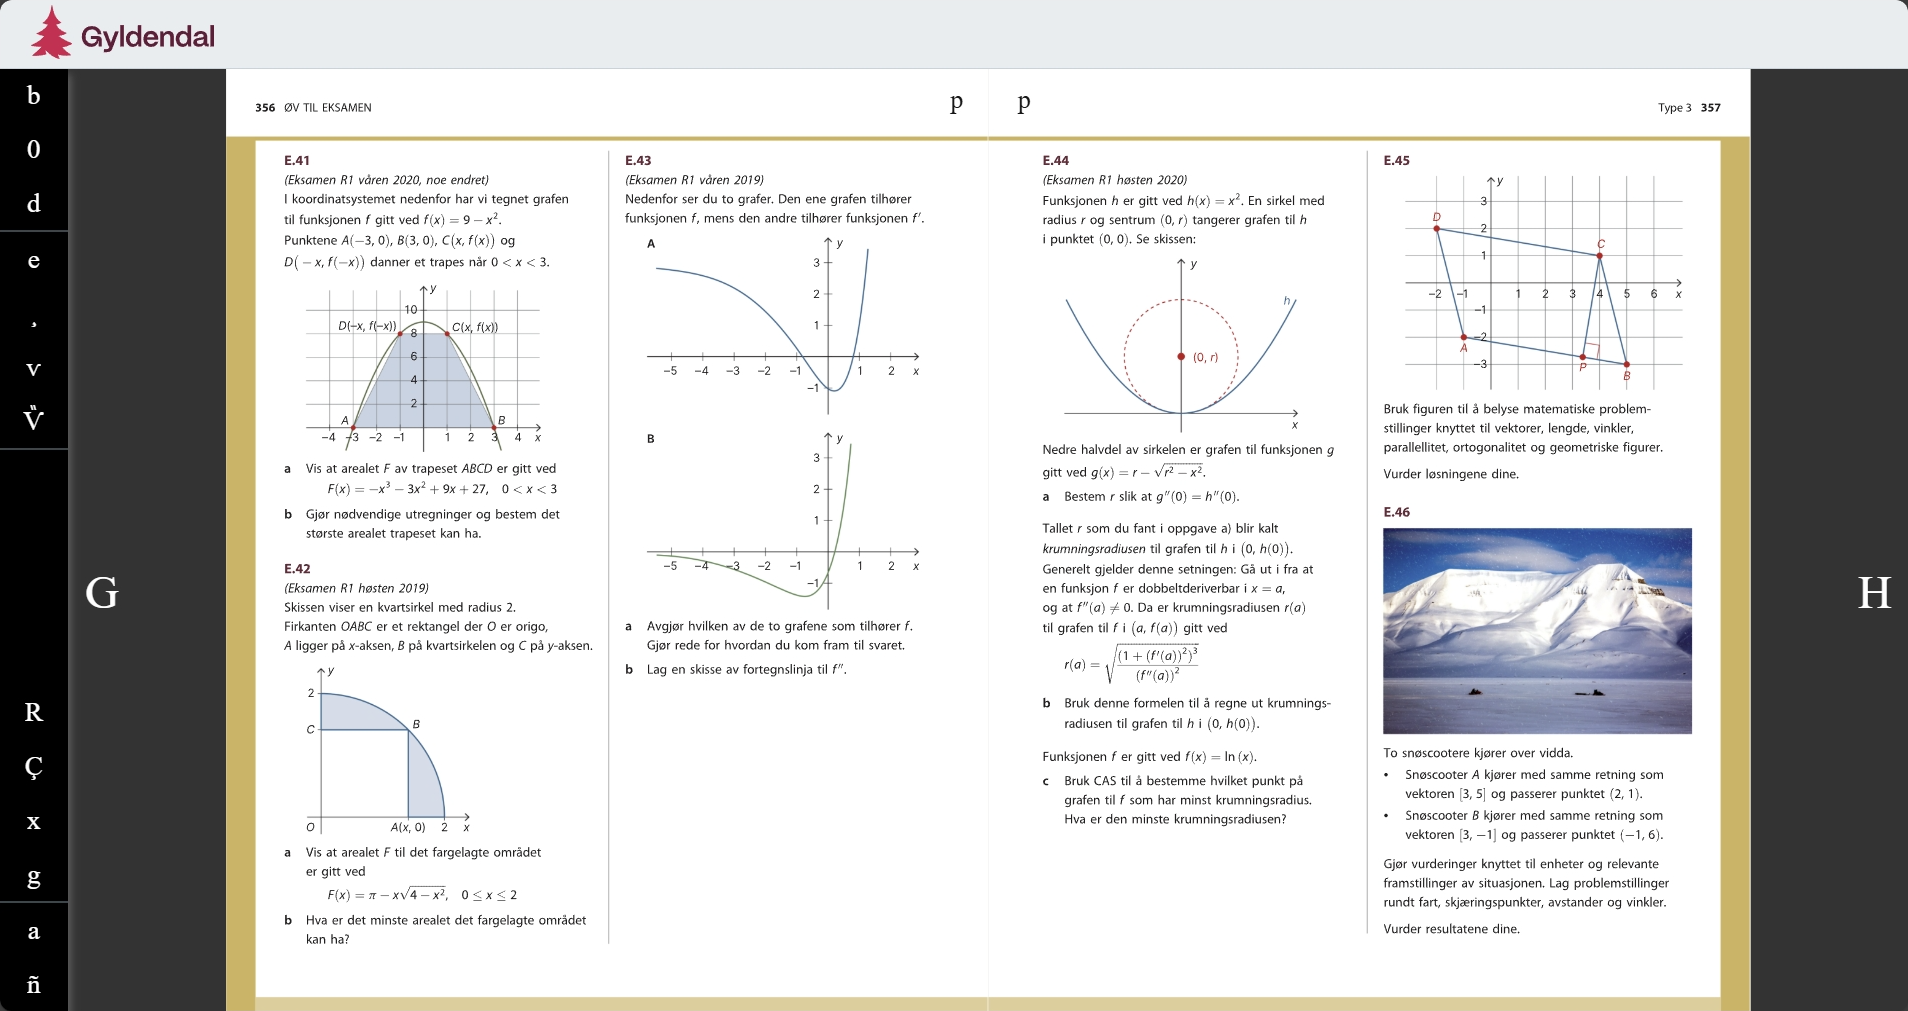 Gyldendal
b
0
d
e
¸
v
R
Ç
x
g
a
ñ
G
H
356 ØV TIL EKSAMEN
p
E.41
(Eksamen R1 våren 2020, noe endret)
I koordinatsystemet nedenfor har vi tegnet grafen
til funksjonen f gitt ved f(x) = 9 − x².
Punktene A(−3, 0), B(3, 0), C(x, f(x)) og
D(−x, f(−x)) danner et trapes når 0 < x < 3.
y
10
D(−x, f(−x)) 8 C(x, f(x))
6
4
2
A B
−4 −3 −2 −1 1 2 3 4 x
a Vis at arealet F av trapeset ABCD er gitt ved
F(x) = −x³ − 3x² + 9x + 27, 0 < x < 3
b Gjør nødvendige utregninger og bestem det
største arealet trapeset kan ha.
E.42
(Eksamen R1 høsten 2019)
Skissen viser en kvartsirkel med radius 2.
Firkanten OABC er et rektangel der O er origo,
A ligger på x-aksen, B på kvartsirkelen og C på y-aksen.
y
2
C B
O A(x, 0) 2 x
a Vis at arealet F til det fargelagte området
er gitt ved
F(x) = π − x√(4 − x²), 0 ≤ x ≤ 2
b Hva er det minste arealet det fargelagte området
kan ha?
E.43
(Eksamen R1 våren 2019)
Nedenfor ser du to grafer. Den ene grafen tilhører
funksjonen f, mens den andre tilhører funksjonen f′.
A
y
3
2
1
−5 −4 −3 −2 −1 1 2 x
−1
B
y
3
2
1
−5 −4 −3 −2 −1 1 2 x
−1
a Avgjør hvilken av de to grafene som tilhører f.
Gjør rede for hvordan du kom fram til svaret.
b Lag en skisse av fortegnslinja til f″.
p
Type 3 357
E.44
(Eksamen R1 høsten 2020)
Funksjonen h er gitt ved h(x) = x². En sirkel med
radius r og sentrum (0, r) tangerer grafen til h
i punktet (0, 0). Se skissen:
y
h
(0, r)
x
Nedre halvdel av sirkelen er grafen til funksjonen g
gitt ved g(x) = r − √(r² − x²).
a Bestem r slik at g″(0) = h″(0).
Tallet r som du fant i oppgave a) blir kalt
krumningsradiusen til grafen til h i (0, h(0)).
Generelt gjelder denne setningen: Gå ut i fra at
en funksjon f er dobbeltderiverbar i x = a,
og at f″(a) ≠ 0. Da er krumningsradiusen r(a)
til grafen til f i (a, f(a)) gitt ved
r(a) = √((1 + (f′(a))²)³ / (f″(a))²)
b Bruk denne formelen til å regne ut krumnings-
radiusen til grafen til h i (0, h(0)).
Funksjonen f er gitt ved f(x) = ln (x).
c Bruk CAS til å bestemme hvilket punkt på
grafen til f som har minst krumningsradius.
Hva er den minste krumningsradiusen?
E.45
y
3
D
2
C
1
−2 −1 1 2 3 4 5 6 x
−1
A −2
P
−3 B
Bruk figuren til å belyse matematiske problem-
stillinger knyttet til vektorer, lengde, vinkler,
parallellitet, ortogonalitet og geometriske figurer.
Vurder løsningene dine.
E.46
To snøscootere kjører over vidda.
• Snøscooter A kjører med samme retning som
vektoren [3, 5] og passerer punktet (2, 1).
• Snøscooter B kjører med samme retning som
vektoren [3, −1] og passerer punktet (−1, 6).
Gjør vurderinger knyttet til enheter og relevante
framstillinger av situasjonen. Lag problemstillinger
rundt fart, skjæringspunkter, avstander og vinkler.
Vurder resultatene dine.